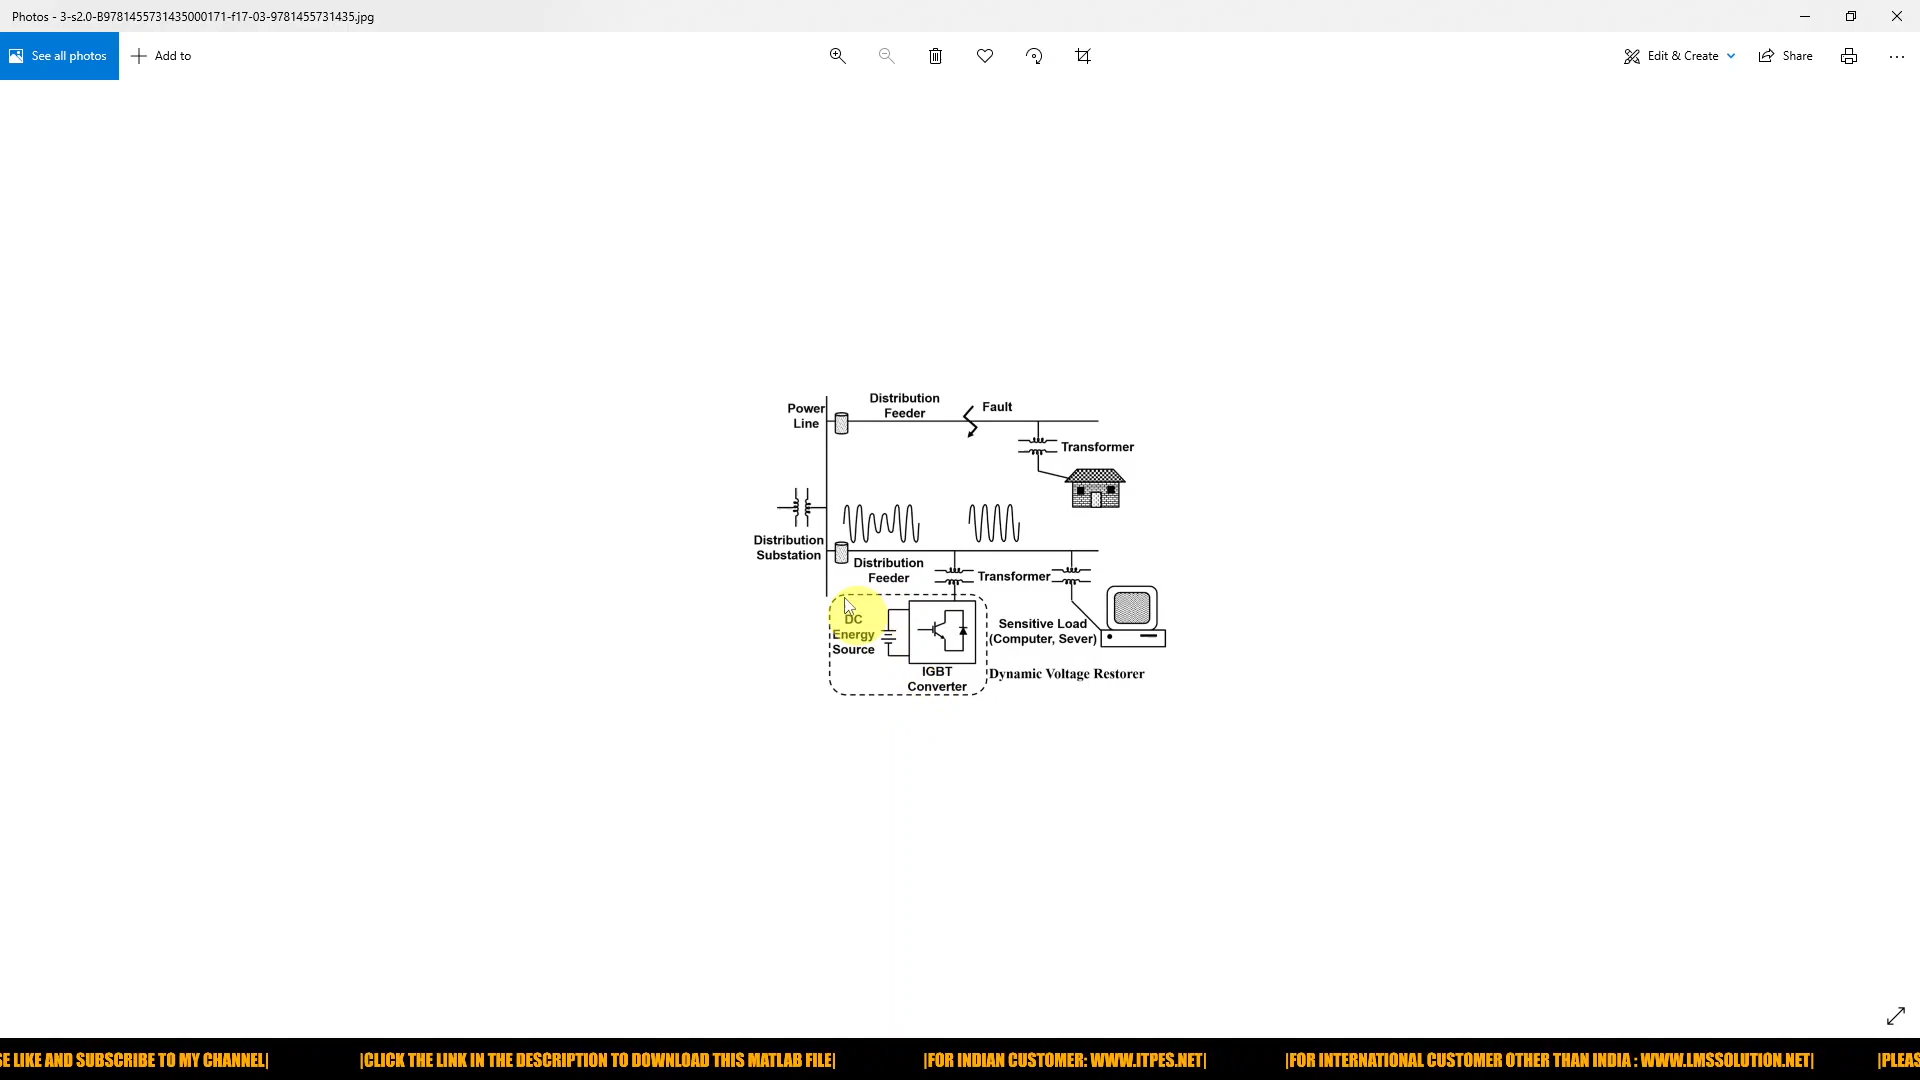 Photos - 3-s2.0-B9781455731435000171-f17-03-9781455731435.jpg
See all photos
Add to
Edit & Create
Share
Power
Line
Distribution
Feeder
Fault
Transformer
Distribution
Substation
Distribution
Feeder
Transformer
DC
Energy
Source
IGBT
Converter
Sensitive Load
(Computer, Sever)
Dynamic Voltage Restorer
SE LIKE AND SUBSCRIBE TO MY CHANNEL| |CLICK THE LINK IN THE DESCRIPTION TO DOWNLOAD THIS MATLAB FILE| |FOR INDIAN CUSTOMER: WWW.ITPES.NET| |FOR INTERNATIONAL CUSTOMER OTHER THAN INDIA : WWW.LMSSOLUTION.NET| |PLEAS